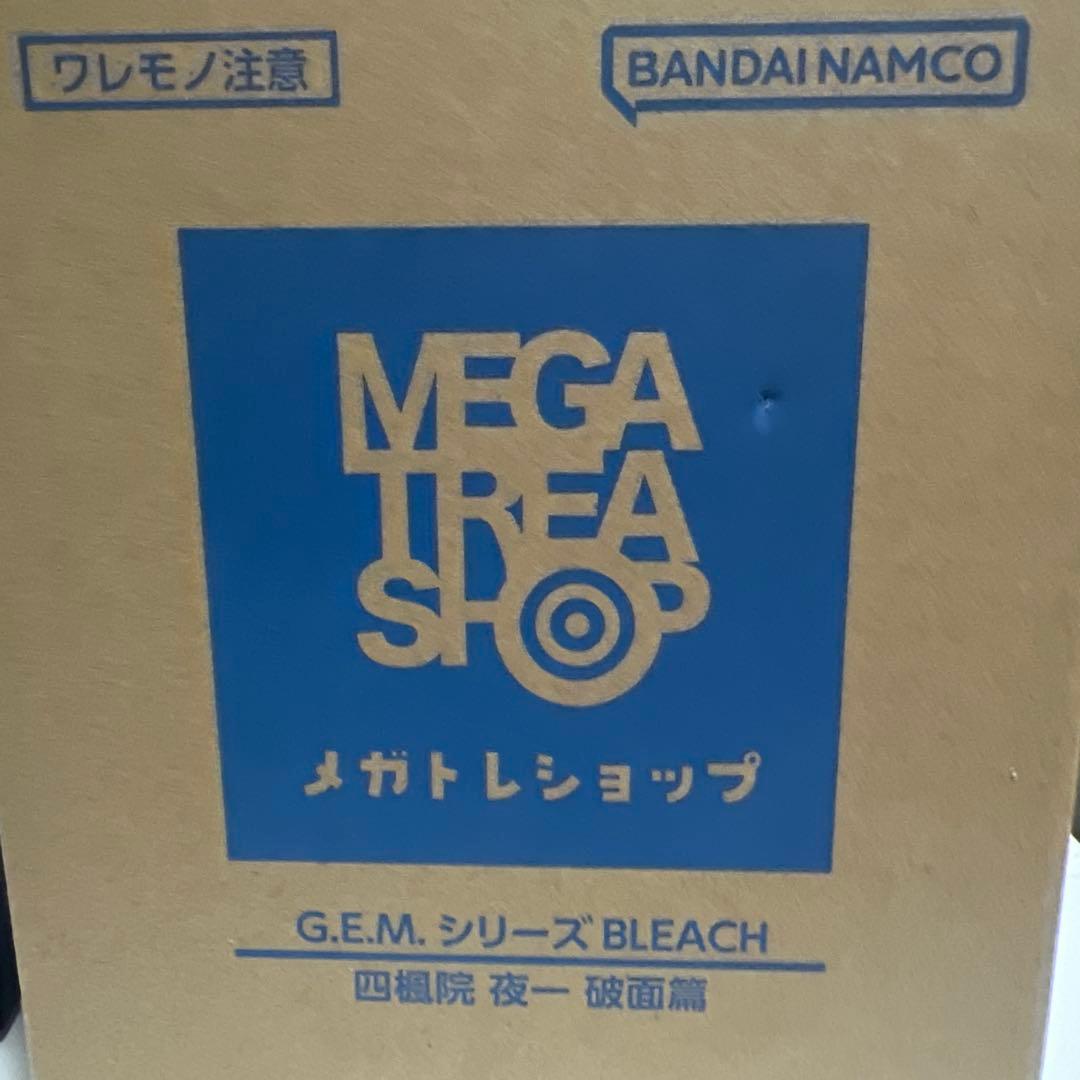 ワレモノ注意
BANDAI NAMCO
MEGA
TREA
SHOP
メガトレショップ
G.E.M. シリーズ BLEACH
四楓院 夜一 破面篇